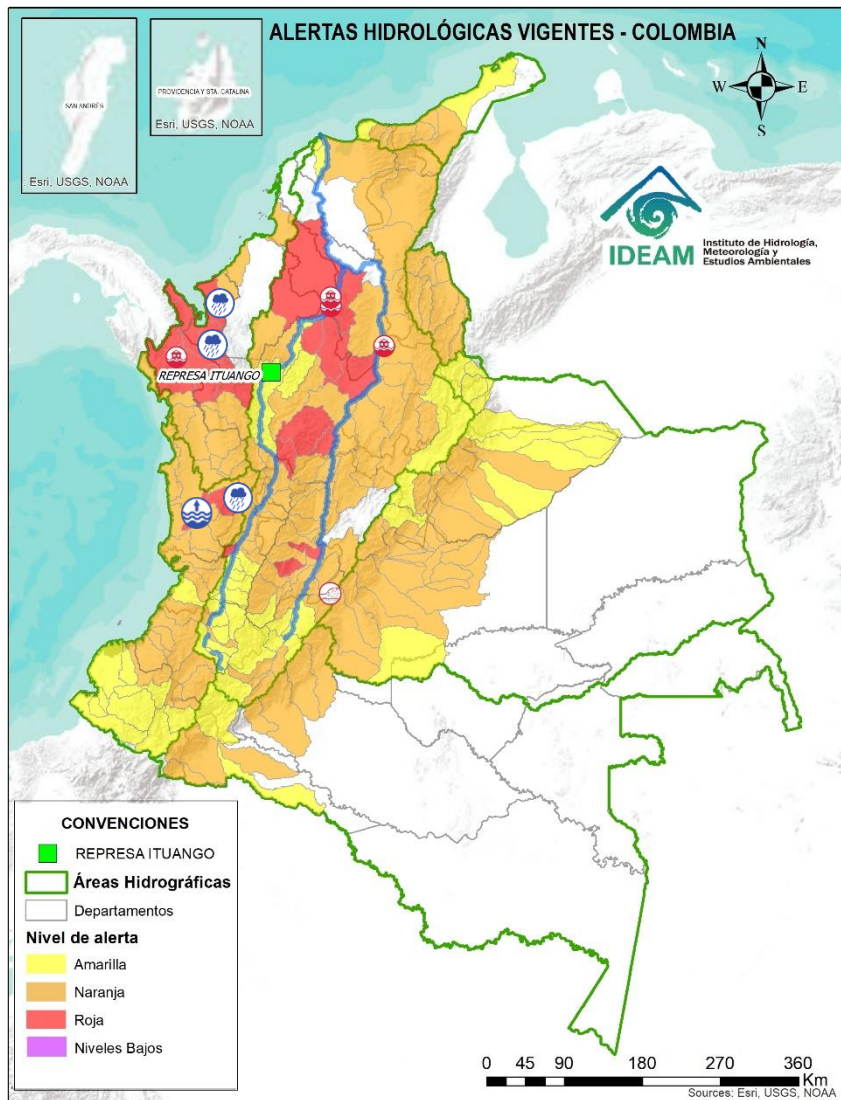 ALERTAS HIDROLÓGICAS VIGENTES - COLOMBIA
SAN ANDRÉS
Esri, USGS, NOAA
PROVIDENCIA Y STA. CATALINA
Esri, USGS, NOAA
N
W
E
S
IDEAM
Instituto de Hidrología,
Meteorología y
Estudios Ambientales
REPRESA ITUANGO
CONVENCIONES
REPRESA ITUANGO
Áreas Hidrográficas
Departamentos
Nivel de alerta
Amarilla
Naranja
Roja
Niveles Bajos
0 45 90 180 270 360
Km
Sources: Esri, USGS, NOAA